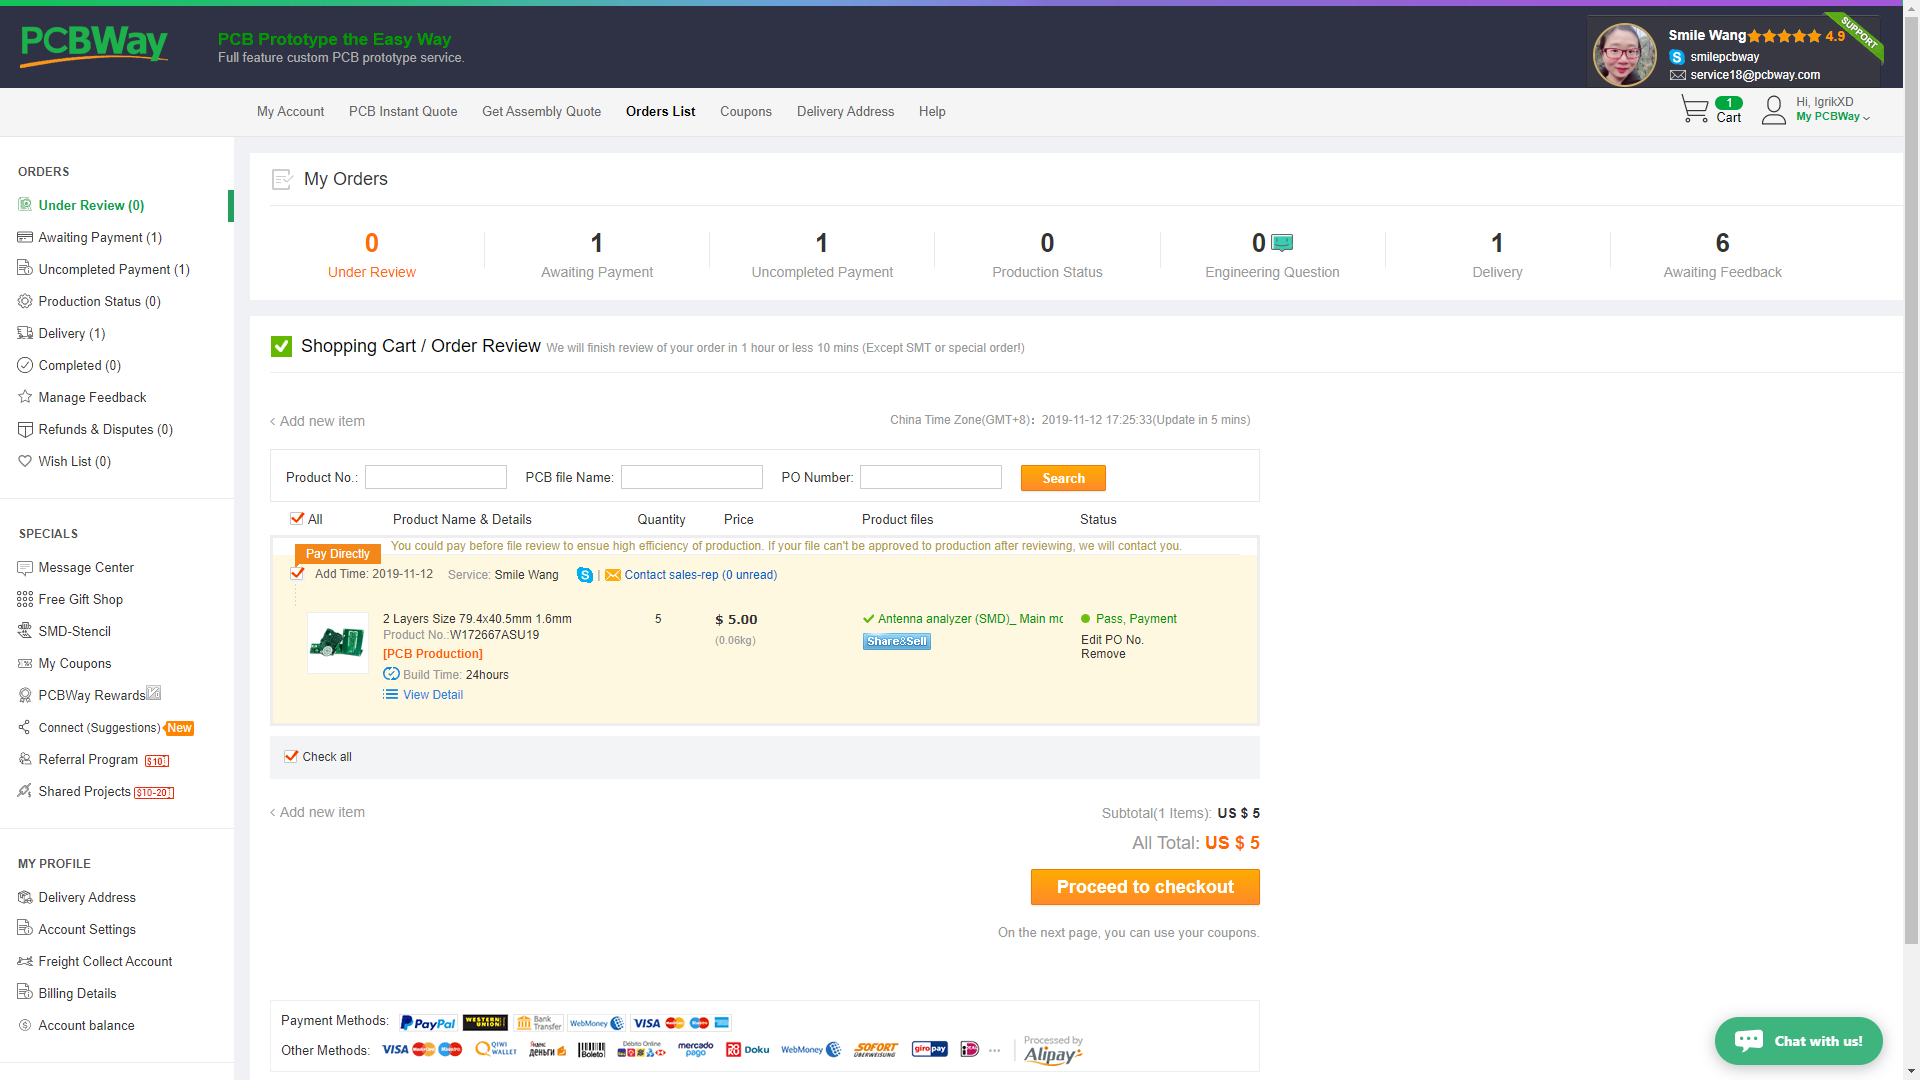 PCBWay
PCB Prototype the Easy Way
Full feature custom PCB prototype service.
Smile Wang 4.9
SUPPORT
smilepcbway
service18@pcbway.com
My Account
PCB Instant Quote
Get Assembly Quote
Orders List
Coupons
Delivery Address
Help
1
Cart
Hi, IgrikXD
My PCBWay
ORDERS
Under Review (0)
Awaiting Payment (1)
Uncompleted Payment (1)
Production Status (0)
Delivery (1)
Completed (0)
Manage Feedback
Refunds & Disputes (0)
Wish List (0)
SPECIALS
Message Center
Free Gift Shop
SMD-Stencil
My Coupons
PCBWay Rewards
Connect (Suggestions) New
Referral Program $10!
Shared Projects $10-20!
MY PROFILE
Delivery Address
Account Settings
Freight Collect Account
Billing Details
Account balance
My Orders
0 Under Review
1 Awaiting Payment
1 Uncompleted Payment
0 Production Status
0 Engineering Question
1 Delivery
6 Awaiting Feedback
Shopping Cart / Order Review We will finish review of your order in 1 hour or less 10 mins (Except SMT or special order!)
< Add new item
China Time Zone(GMT+8): 2019-11-12 17:25:33(Update in 5 mins)
Product No.: PCB file Name: PO Number: Search
All Product Name & Details Quantity Price Product files Status
Pay Directly You could pay before file review to ensue high efficiency of production. If your file can't be approved to production after reviewing, we will contact you.
Add Time: 2019-11-12 Service: Smile Wang | Contact sales-rep (0 unread)
2 Layers Size 79.4x40.5mm 1.6mm 5 $ 5.00 Antenna analyzer (SMD)_ Main mc Pass, Payment
Product No.:W172667ASU19 (0.06kg) Share&Sell Edit PO No.
[PCB Production] Remove
Build Time: 24hours
View Detail
Check all
< Add new item
Subtotal(1 Items): US $ 5
All Total: US $ 5
Proceed to checkout
On the next page, you can use your coupons.
Payment Methods: PayPal WESTERN UNION Bank Transfer WebMoney VISA
Other Methods: VISA QIWI WALLET Яндекс деньги Boleto Débito Online mercado pago Doku WebMoney SOFORT ÜBERWEISUNG giropay iDEAL ... Processed by Alipay
Chat with us!